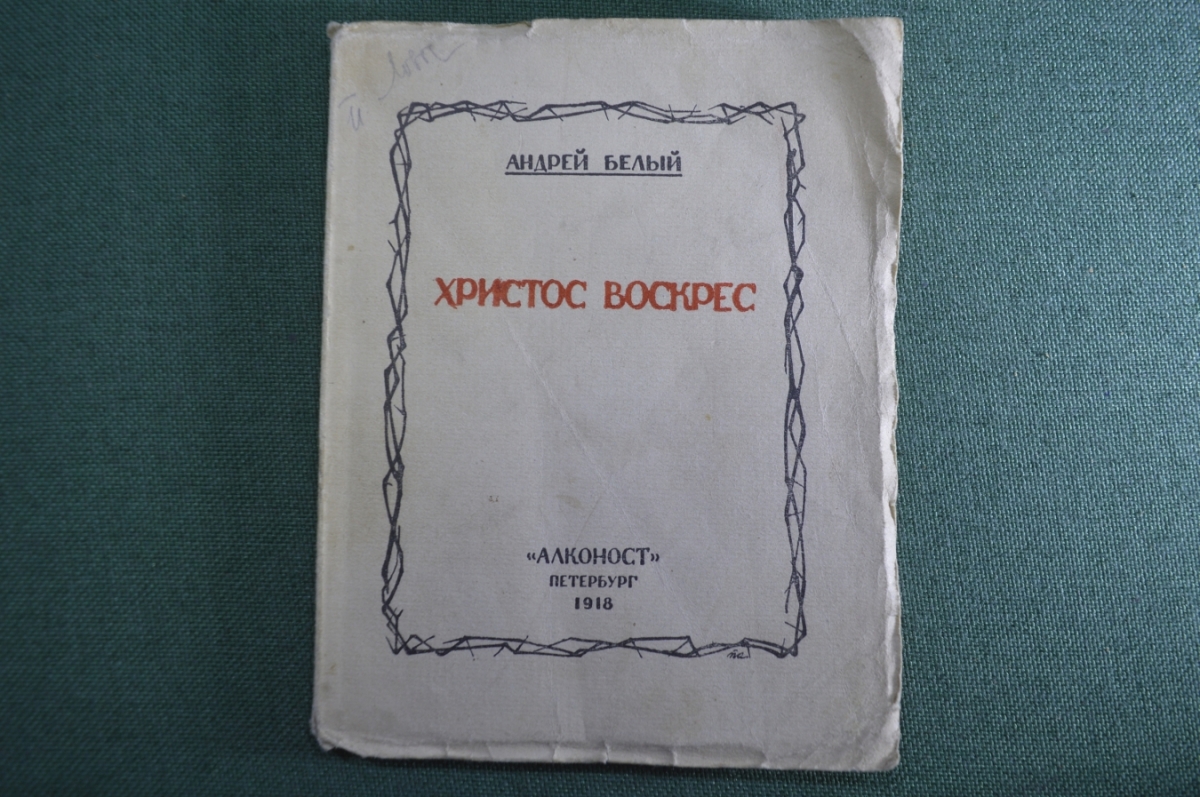 АНДРЕЙ БЕЛЫЙ
ХРИСТОС ВОСКРЕС
«АЛКОНОСТ»
ПЕТЕРБУРГ
1918